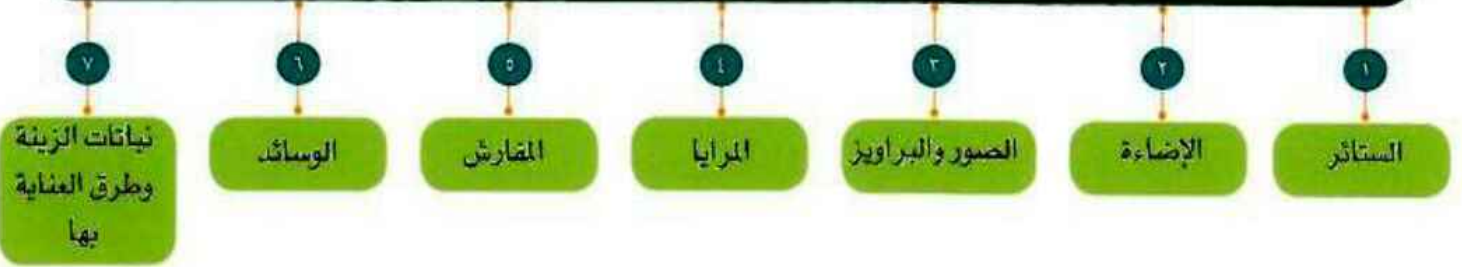 ١
الستائر
٢
الإضاءة
٣
الصور والبراويز
٤
المرايا
٥
المفارش
٦
الوسائد
٧
نباتات الزينة
وطرق العناية
بها